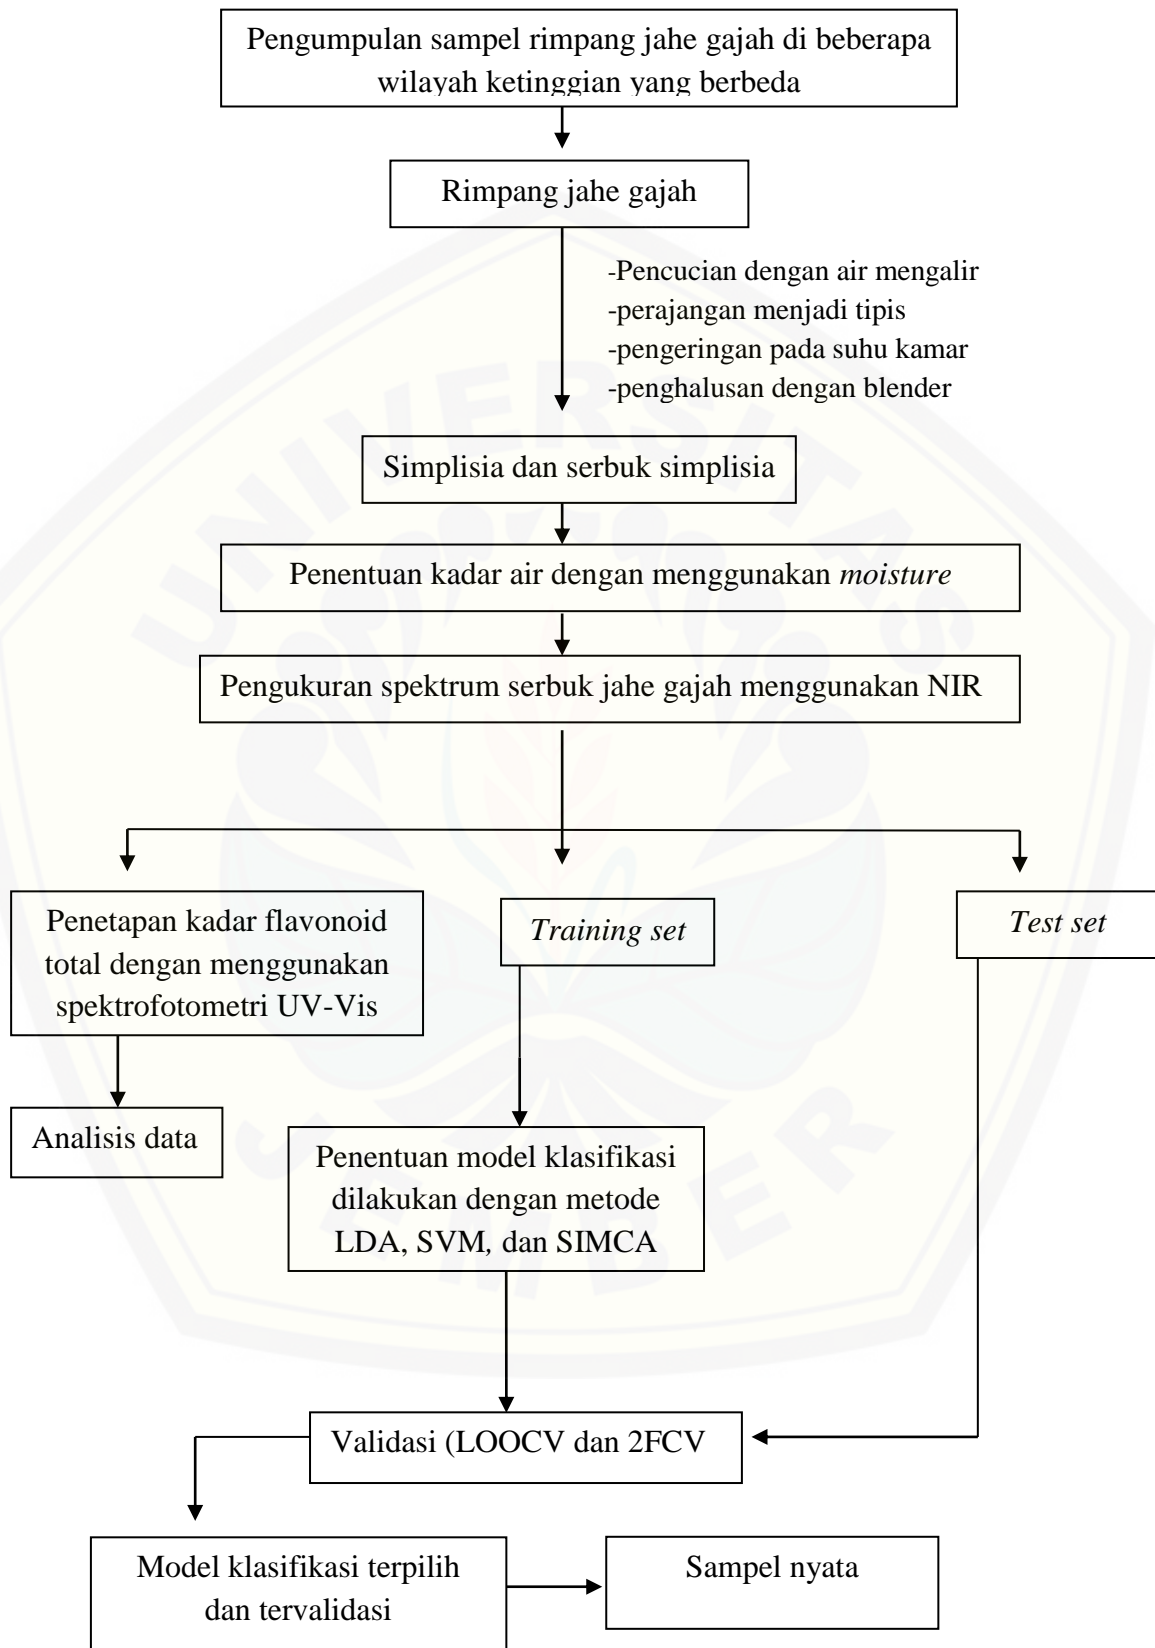 Pengumpulan sampel rimpang jahe gajah di beberapa
wilayah ketinggian yang berbeda
Rimpang jahe gajah
-Pencucian dengan air mengalir
-perajangan menjadi tipis
-pengeringan pada suhu kamar
-penghalusan dengan blender
Simplisia dan serbuk simplisia
Penentuan kadar air dengan menggunakan moisture
Pengukuran spektrum serbuk jahe gajah menggunakan NIR
Penetapan kadar flavonoid
total dengan menggunakan
spektrofotometri UV-Vis
Training set
Test set
Analisis data
Penentuan model klasifikasi
dilakukan dengan metode
LDA, SVM, dan SIMCA
Validasi (LOOCV dan 2FCV
Model klasifikasi terpilih
dan tervalidasi
Sampel nyata
UNIVERSITAS
JEMBER